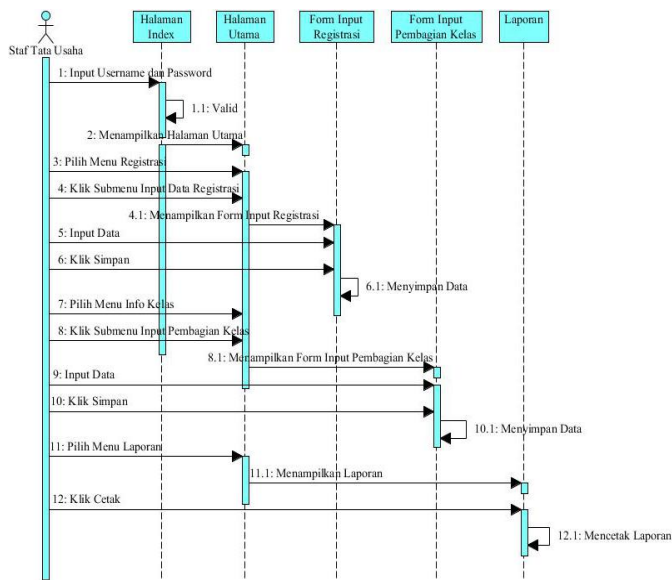 Halaman
Index
Halaman
Utama
Form Input
Registrasi
Form Input
Pembagian Kelas
Laporan
Staf Tata Usaha
1: Input Username dan Password
1.1: Valid
2: Menampilkan Halaman Utama
3: Pilih Menu Registrasi
4: Klik Submenu Input Data Registrasi
4.1: Menampilkan Form Input Registrasi
5: Input Data
6: Klik Simpan
6.1: Menyimpan Data
7: Pilih Menu Info Kelas
8: Klik Submenu Input Pembagian Kelas
8.1: Menampilkan Form Input Pembagian Kelas
9: Input Data
10: Klik Simpan
10.1: Menyimpan Data
11: Pilih Menu Laporan
11.1: Menampilkan Laporan
12: Klik Cetak
12.1: Mencetak Laporan